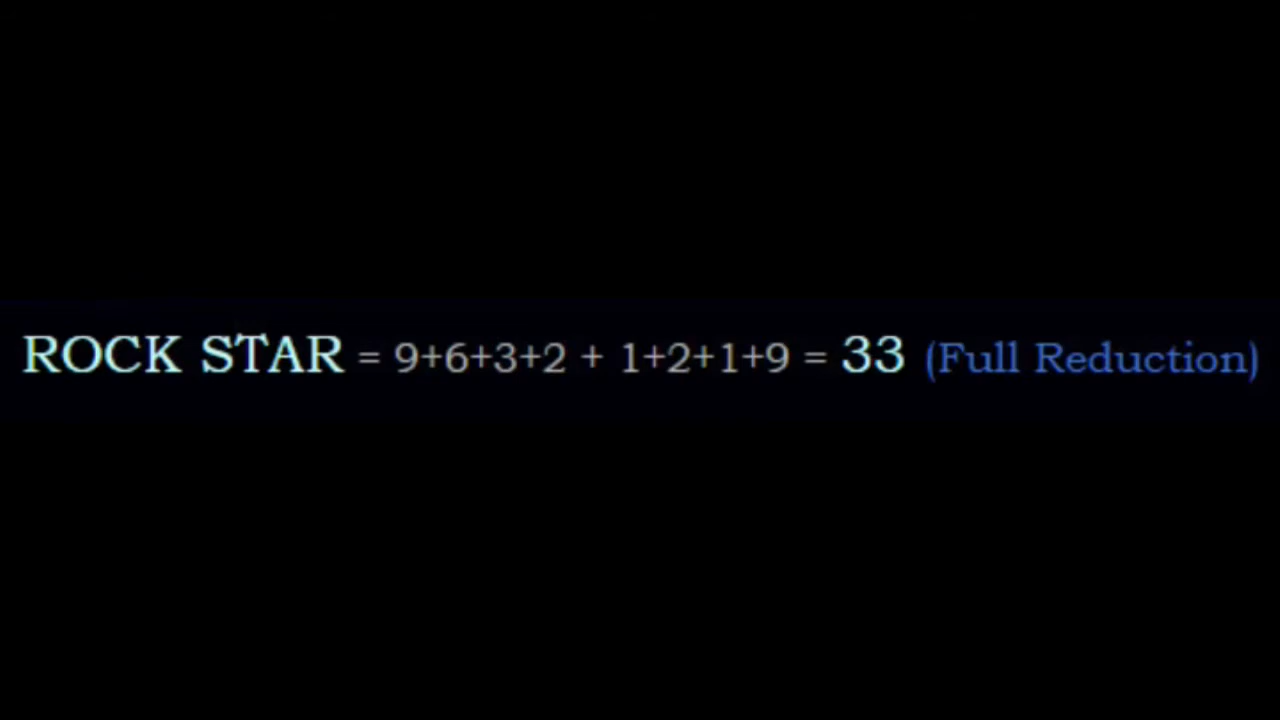 ROCK STAR = 9+6+3+2 + 1+2+1+9 = 33 (Full Reduction)